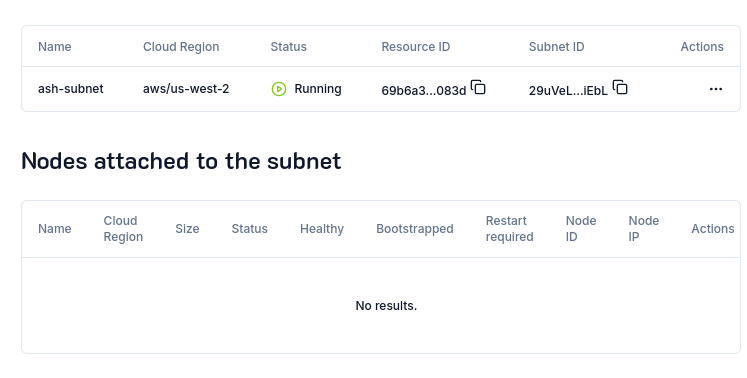 Name Cloud Region Status Resource ID Subnet ID Actions
ash-subnet aws/us-west-2 Running 69b6a3...083d 29uVeL...iEbL
Nodes attached to the subnet
Name Cloud Region Size Status Healthy Bootstrapped Restart required Node ID Node IP Actions
No results.